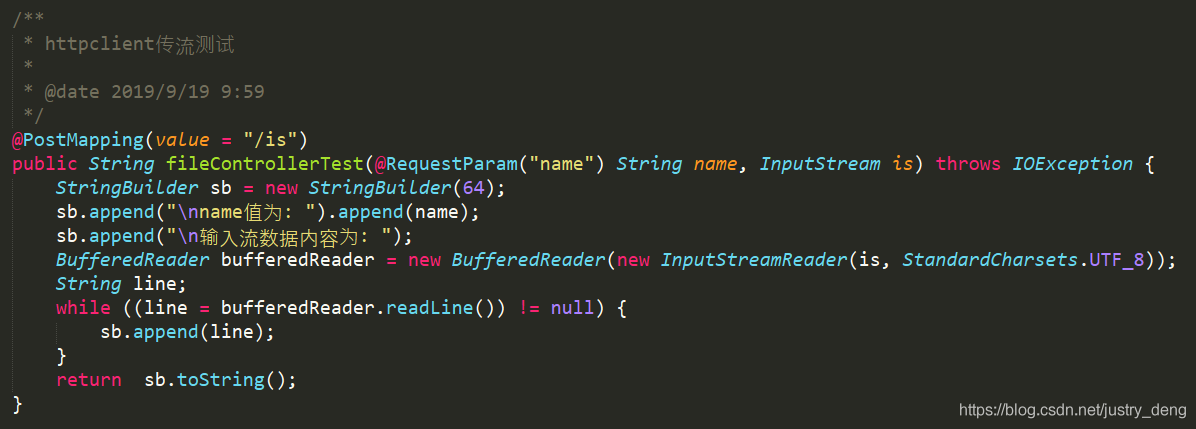 /**
 * httpclient传流测试
 *
 * @date 2019/9/19 9:59
 */
@PostMapping(value = "/is")
public String fileControllerTest(@RequestParam("name") String name, InputStream is) throws IOException {
    StringBuilder sb = new StringBuilder(64);
    sb.append("\nname值为: ").append(name);
    sb.append("\n输入流数据内容为: ");
    BufferedReader bufferedReader = new BufferedReader(new InputStreamReader(is, StandardCharsets.UTF_8));
    String line;
    while ((line = bufferedReader.readLine()) != null) {
        sb.append(line);
    }
    return  sb.toString();
}
https://blog.csdn.net/justry_deng